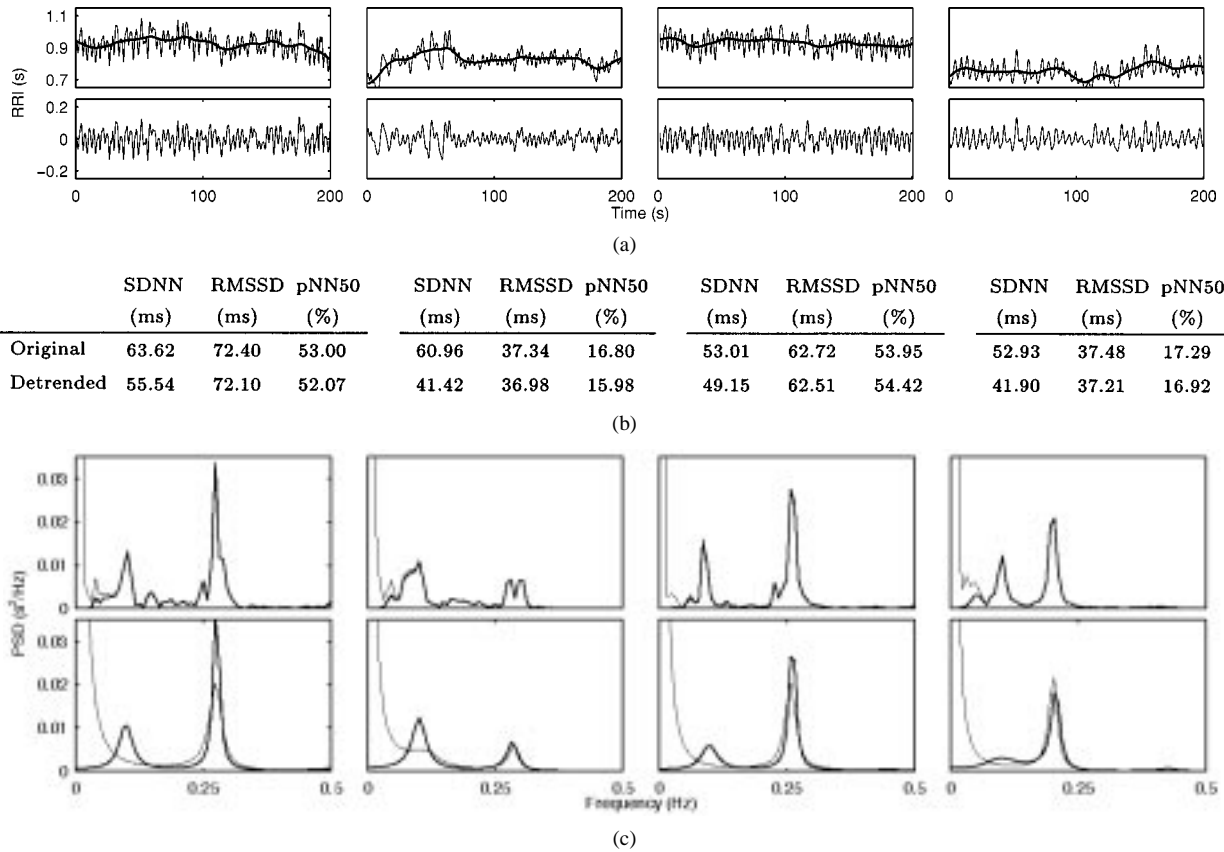 1.1
0.9
0.7
RRI (s)
0.2
0
−0.2
0 100 200 0 100 200 0 100 200 0 100 200
Time (s)
(a)
SDNN RMSSD pNN50 SDNN RMSSD pNN50 SDNN RMSSD pNN50 SDNN RMSSD pNN50
(ms) (ms) (%) (ms) (ms) (%) (ms) (ms) (%) (ms) (ms) (%)
Original 63.62 72.40 53.00 60.96 37.34 16.80 53.01 62.72 53.95 52.93 37.48 17.29
Detrended 55.54 72.10 52.07 41.42 36.98 15.98 49.15 62.51 54.42 41.90 37.21 16.92
(b)
0.03
0.02
0.01
0
PSD (s²/Hz)
0.03
0.02
0.01
0
0 0.25 0.5 0 0.25 0.5 0 0.25 0.5 0 0.25 0.5
Frequency (Hz)
(c)